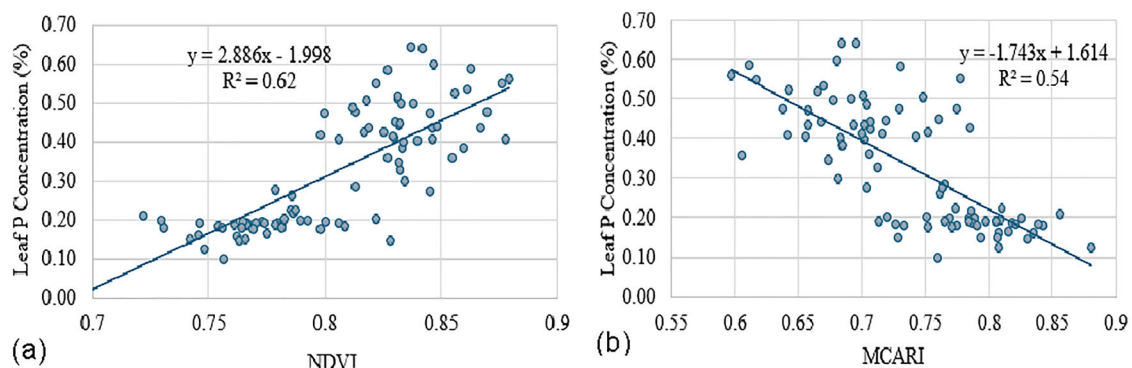 0.70
0.60
0.50
0.40
0.30
0.20
0.10
0.00
Leaf P Concentration (%)
y = 2.886x - 1.998
R² = 0.62
0.7 0.75 0.8 0.85 0.9
(a) NDVI
0.70
0.60
0.50
0.40
0.30
0.20
0.10
0.00
Leaf P Concentration (%)
y = -1.743x + 1.614
R² = 0.54
0.55 0.6 0.65 0.7 0.75 0.8 0.85 0.9
(b) MCARI